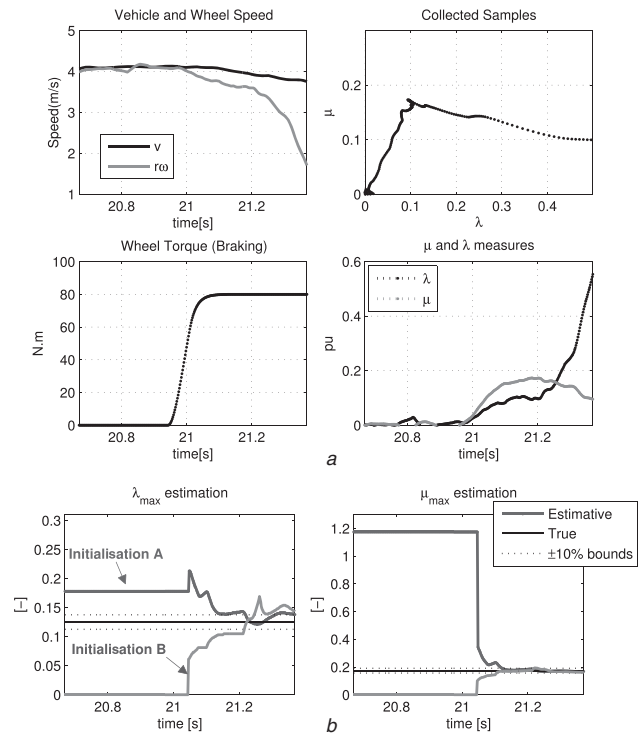 Vehicle and Wheel Speed
Speed(m/s)
5
4
3
2
1
v
rω
20.8 21 21.2
time[s]
Collected Samples
μ
0.2
0.1
0
0 0.1 0.2 0.3 0.4
λ
Wheel Torque (Braking)
N.m
100
80
60
40
20
0
20.8 21 21.2
time[s]
μ and λ measures
pu
0.6
0.4
0.2
0
λ
μ
20.8 21 21.2
time[s]
a
λmax estimation
[–]
0.3
0.25
0.2
0.15
0.1
0.05
0
Initialisation A
Initialisation B
20.8 21 21.2
time [s]
μmax estimation
[–]
1.2
1
0.8
0.6
0.4
0.2
0
Estimative
True
±10% bounds
20.8 21 21.2
time [s]
b